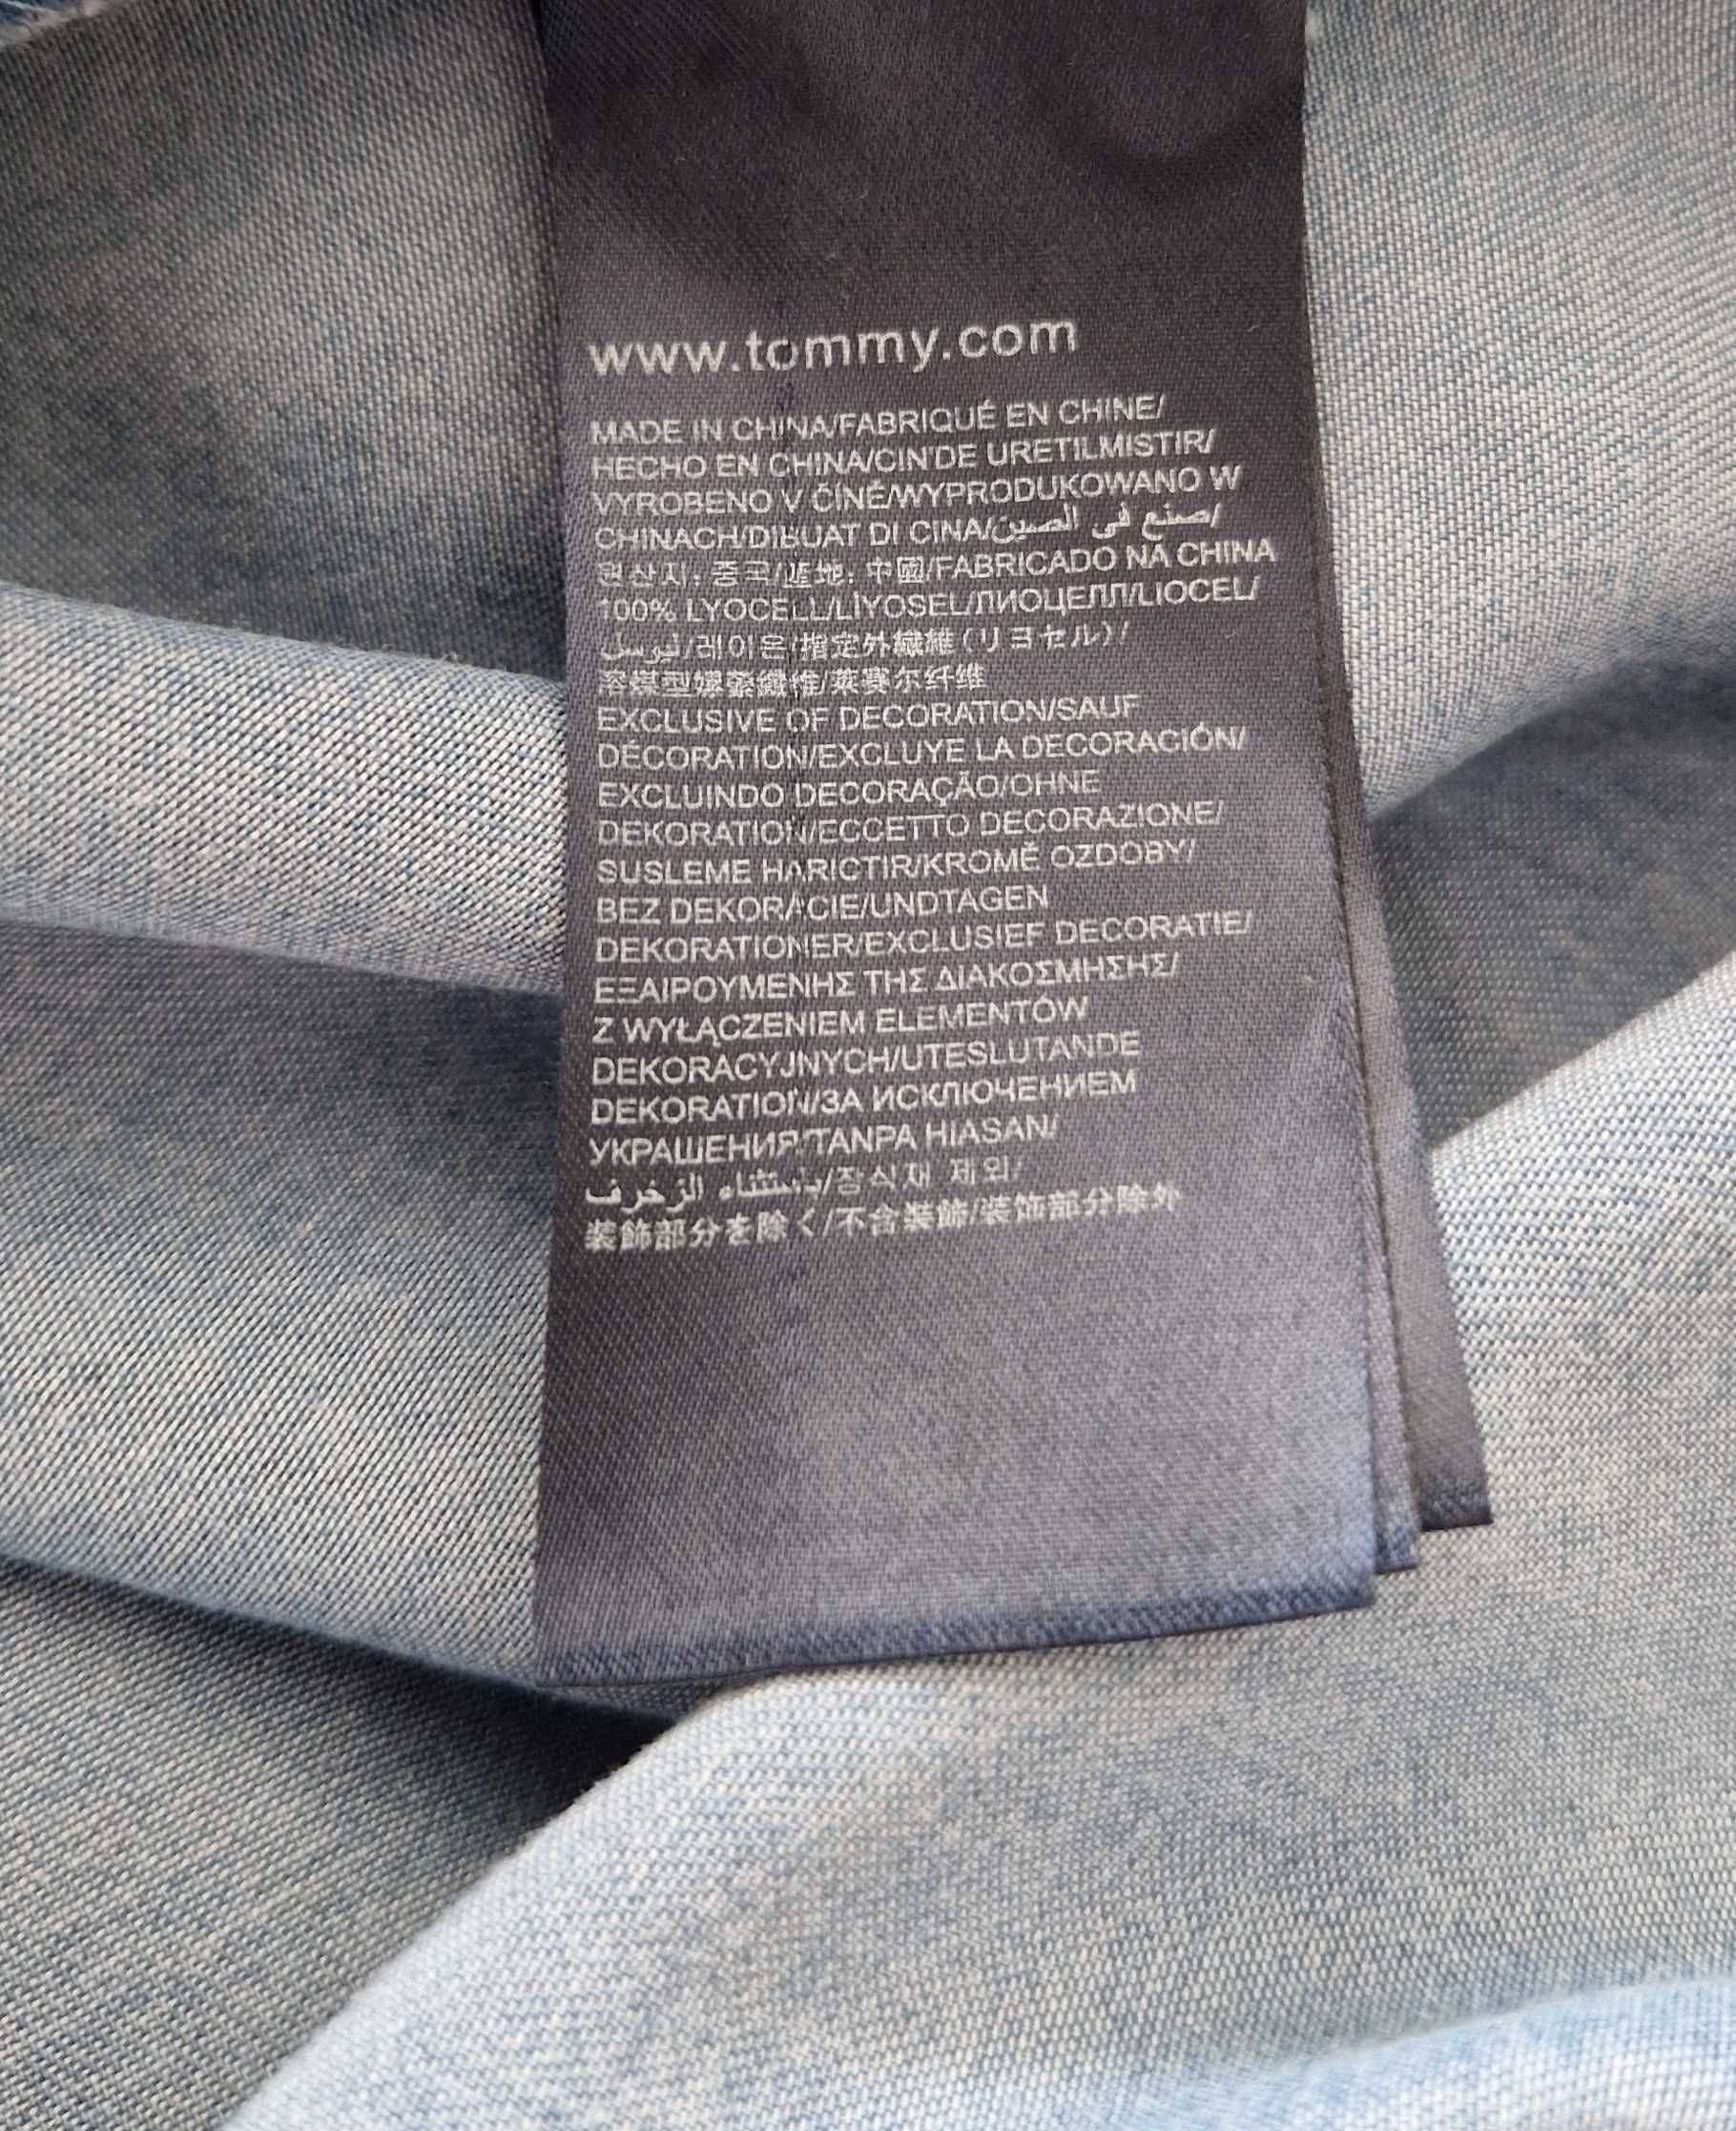 www.tommy.com
MADE IN CHINA/FABRIQUÉ EN CHINE/
HECHO EN CHINA/CIN'DE URETILMISTIR/
VYROBENO V ČÍNĚ/WYPRODUKOWANO W
CHINACH/DIBUAT DI CINA/صنع في الصين/
원산지: 중국/產地: 中國/FABRICADO NA CHINA
100% LYOCELL/LİYOSEL/ЛИОЦЕЛЛ/LIOCEL/
ليوسل/레이온/指定外繊維 (リヨセル)/
溶媒型嫘縈纖維/莱赛尔纤维
EXCLUSIVE OF DECORATION/SAUF
DÉCORATION/EXCLUYE LA DECORACIÓN/
EXCLUINDO DECORAÇÃO/OHNE
DEKORATION/ECCETTO DECORAZIONE/
SUSLEME HARICTIR/KROMĚ OZDOBY/
BEZ DEKORÁCIE/UNDTAGEN
DEKORATIONER/EXCLUSIEF DECORATIE/
ΕΞΑΙΡΟΥΜΕΝΗΣ ΤΗΣ ΔΙΑΚΟΣΜΗΣΗΣ/
Z WYŁĄCZENIEM ELEMENTÓW
DEKORACYJNYCH/UTESLUTANDE
DEKORATION/ЗА ИСКЛЮЧЕНИЕМ
УКРАШЕНИЯ/TANPA HIASAN/
باستثناء الزخرف/장식재 제외/
装飾部分を除く/不含裝飾/装饰部分除外